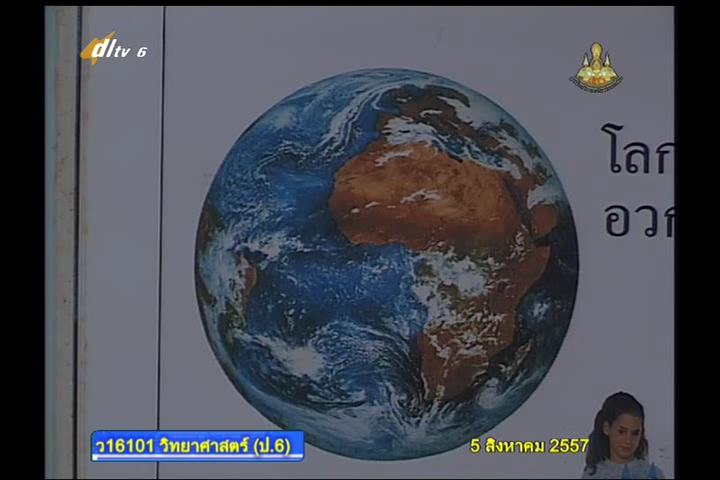 dltv 6
โลก
อวก
ว16101 วิทยาศาสตร์ (ป.6)
5 สิงหาคม 2557